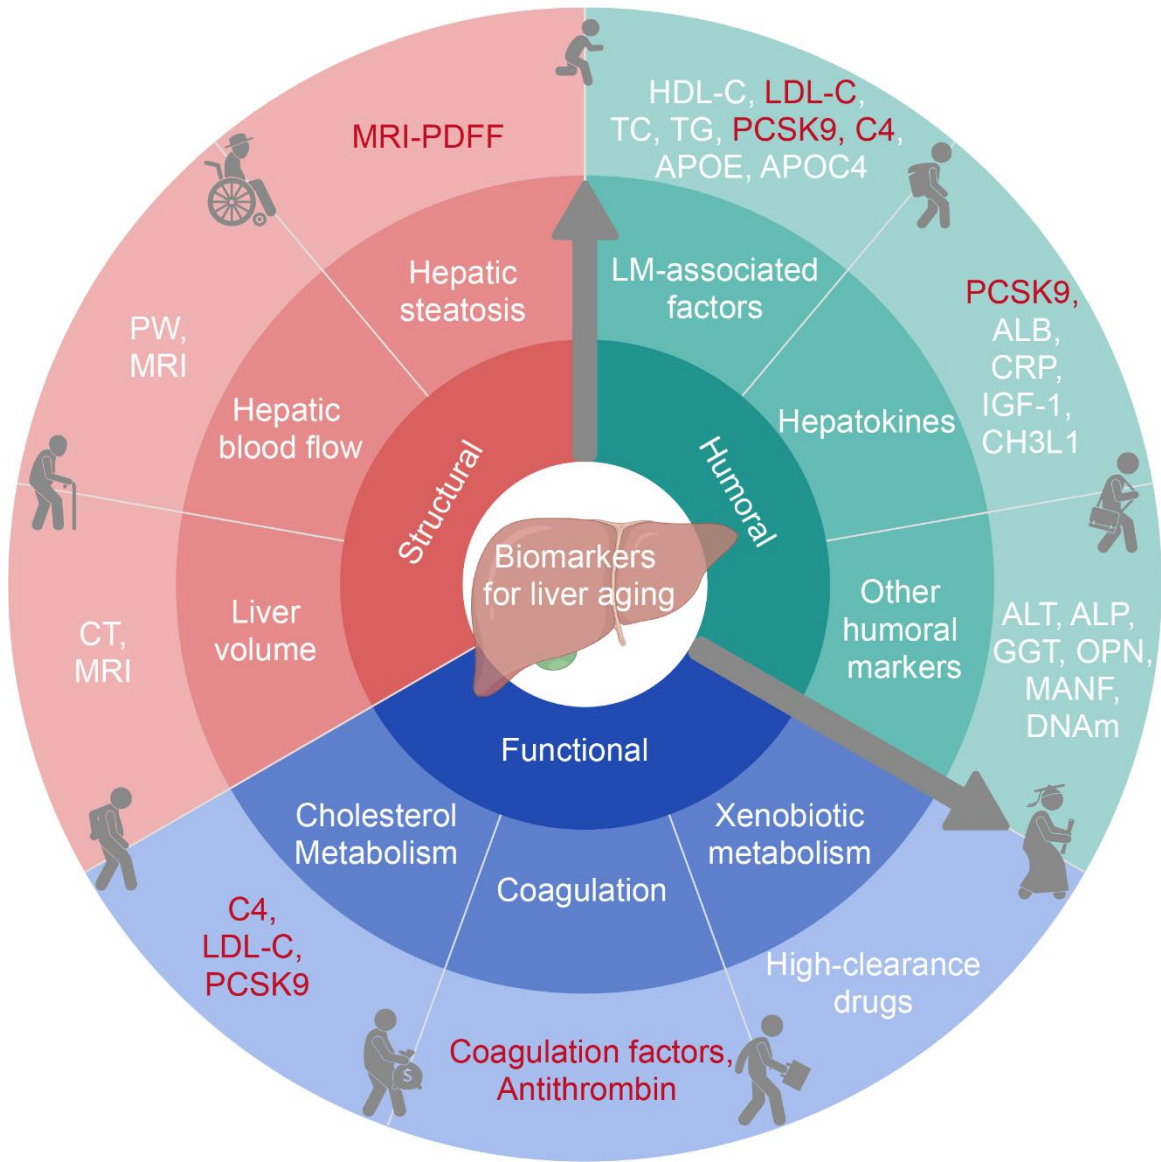 MRI-PDFF
HDL-C, LDL-C,
TC, TG, PCSK9, C4,
APOE, APOC4
Hepatic
steatosis
LM-associated
factors
PCSK9,
ALB,
CRP,
IGF-1,
CH3L1
PW,
MRI
Hepatic
blood flow
Hepatokines
Structural
Humoral
Biomarkers
for liver aging
CT,
MRI
Liver
volume
Other
humoral
markers
ALT, ALP,
GGT, OPN,
MANF,
DNAm
Functional
Cholesterol
Metabolism
Coagulation
Xenobiotic
metabolism
C4,
LDL-C,
PCSK9
Coagulation factors,
Antithrombin
High-clearance
drugs
$